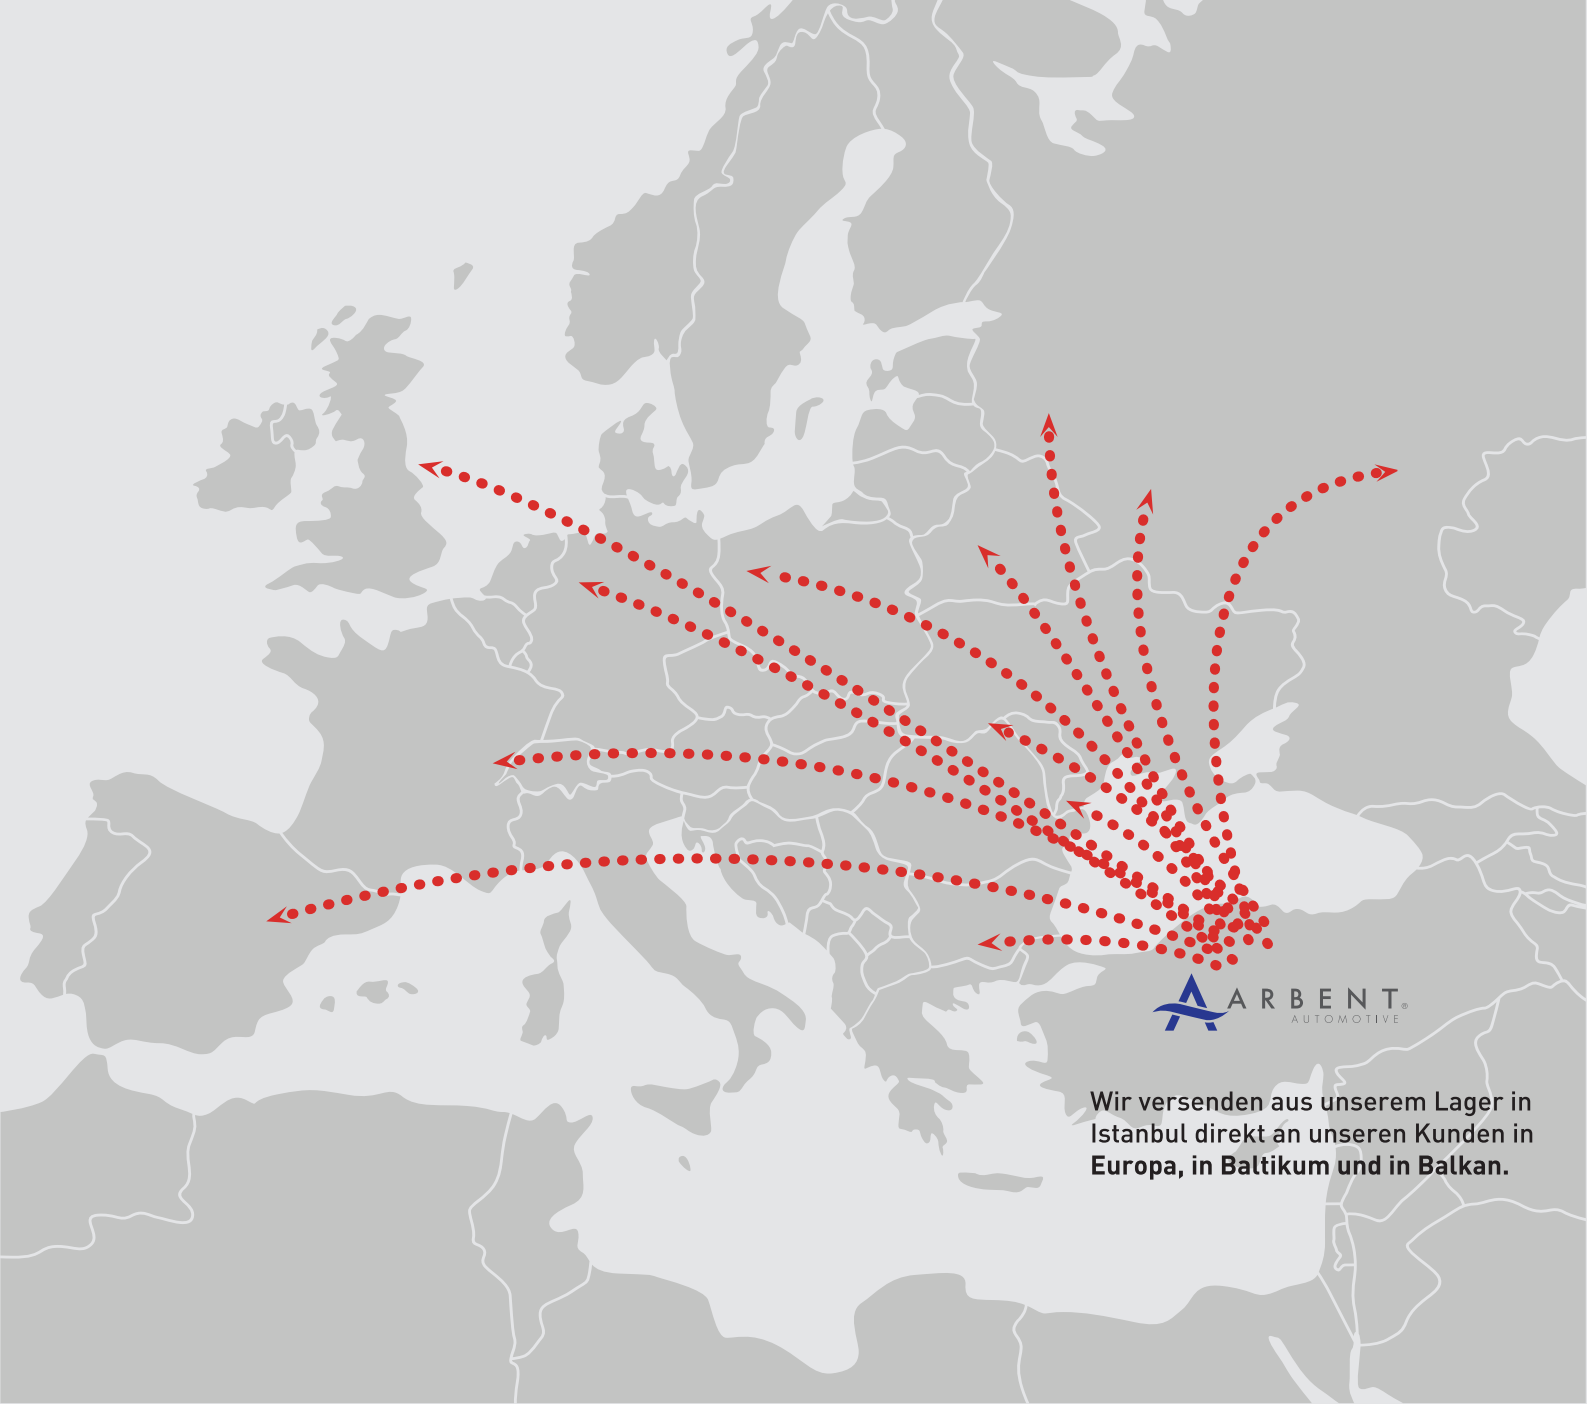 ARBENT®
AUTOMOTIVE
Wir versenden aus unserem Lager in
Istanbul direkt an unseren Kunden in
Europa, in Baltikum und in Balkan.